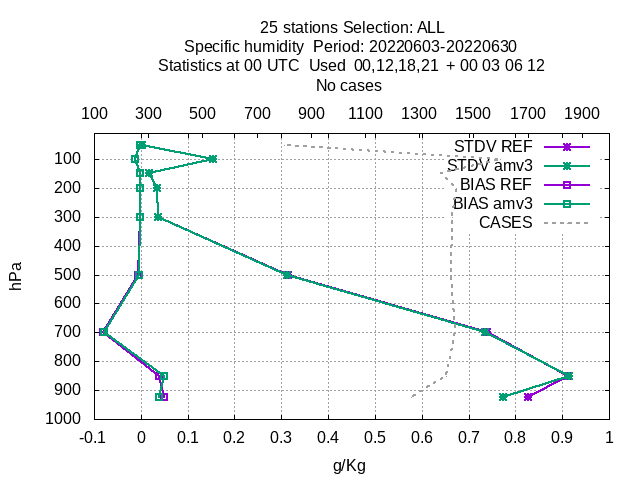 25 stations Selection: ALL
Specific humidity  Period: 20220603-20220630
Statistics at 00 UTC  Used  00,12,18,21  + 00 03 06 12
No cases
100 300 500 700 900 1100 1300 1500 1700 1900
STDV REF
STDV amv3
BIAS REF
BIAS amv3
CASES
100
200
300
400
500
600
700
800
900
1000
hPa
-0.1 0 0.1 0.2 0.3 0.4 0.5 0.6 0.7 0.8 0.9 1
g/Kg